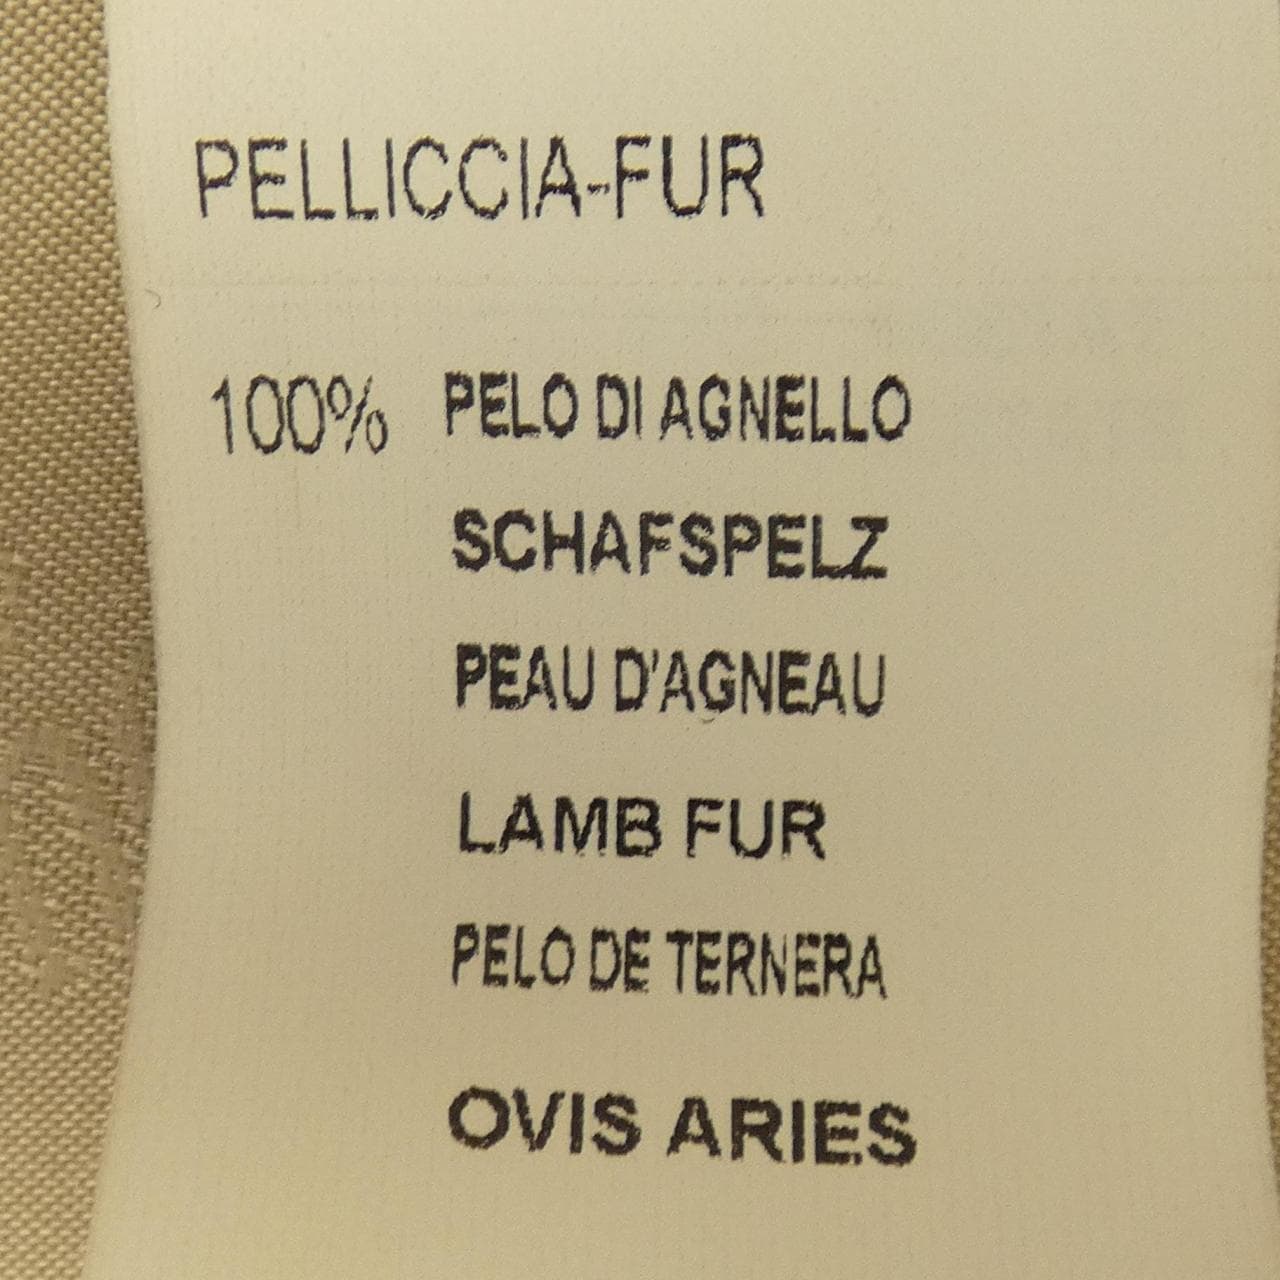 PELLICCIA-FUR
100% PELO DI AGNELLO
SCHAFSPELZ
PEAU D'AGNEAU
LAMB FUR
PELO DE TERNERA
OVIS ARIES